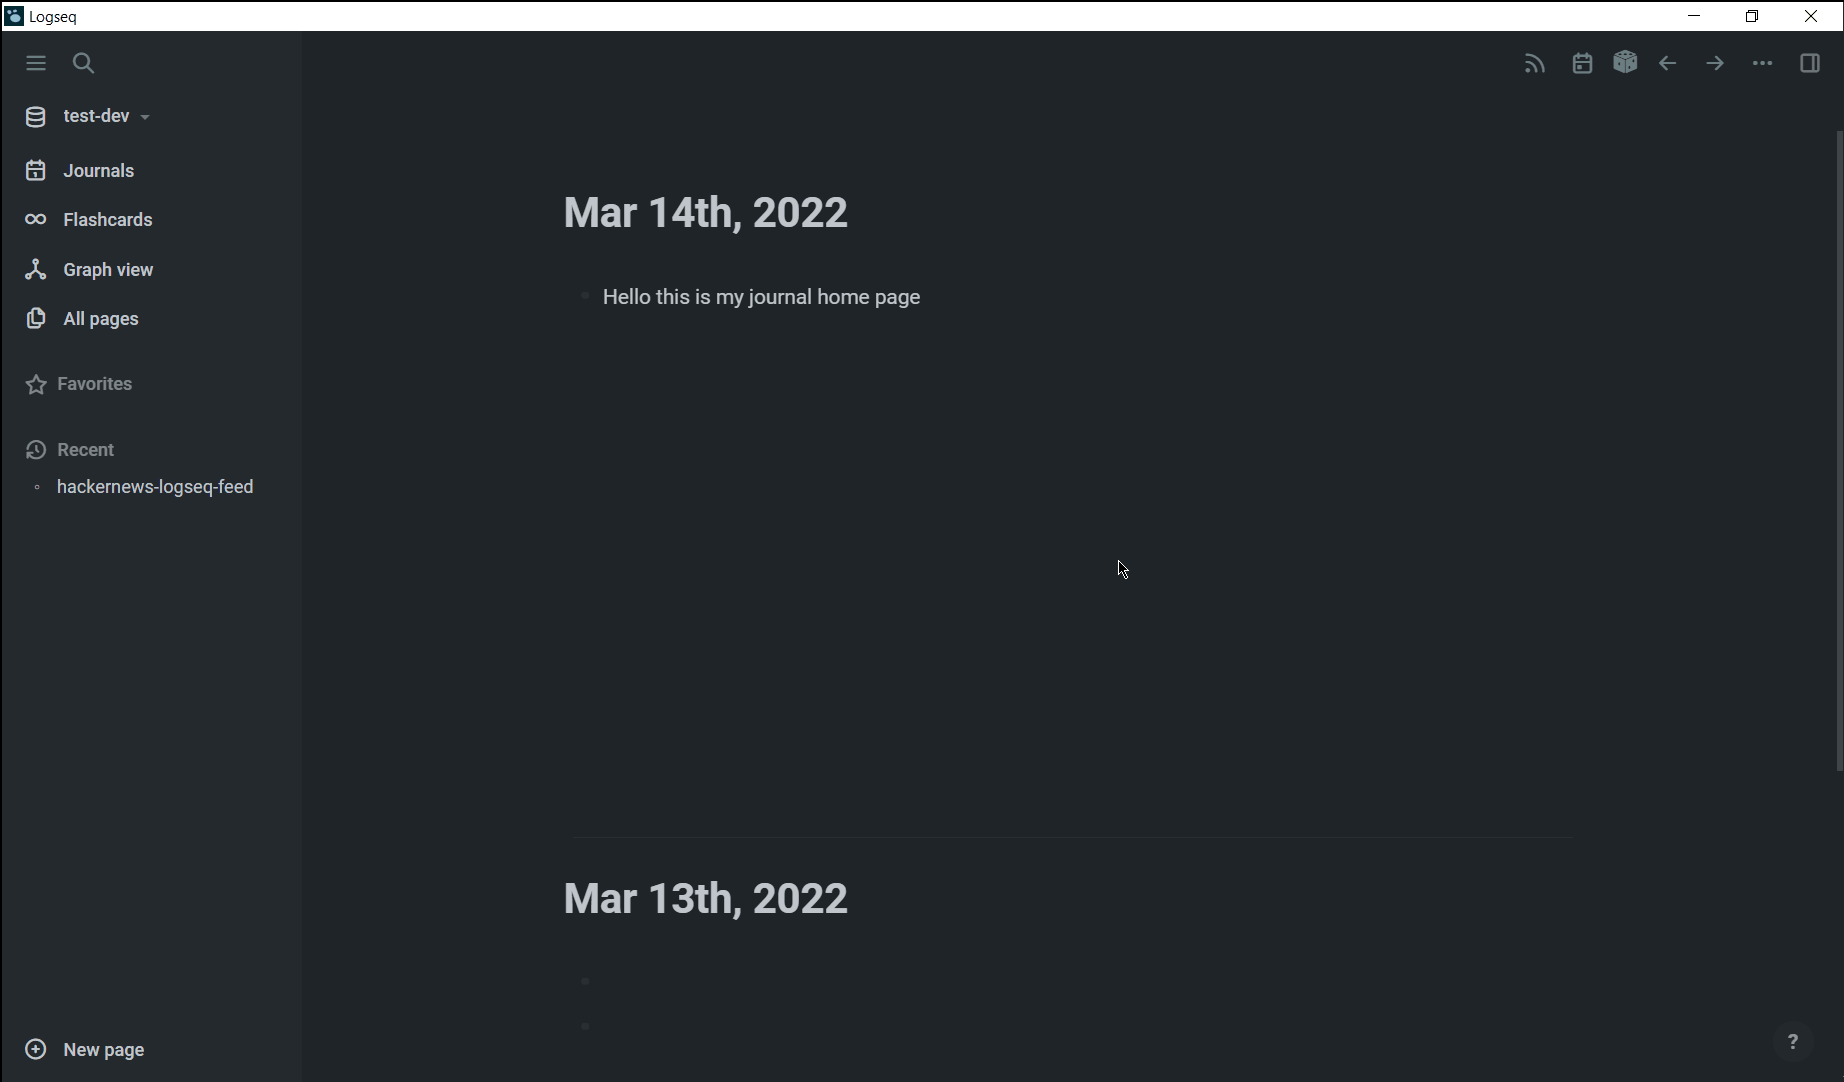 Logseq
test-dev
Journals
Flashcards
Graph view
All pages
Favorites
Recent
hackernews-logseq-feed
New page
Mar 14th, 2022
Hello this is my journal home page
Mar 13th, 2022
?